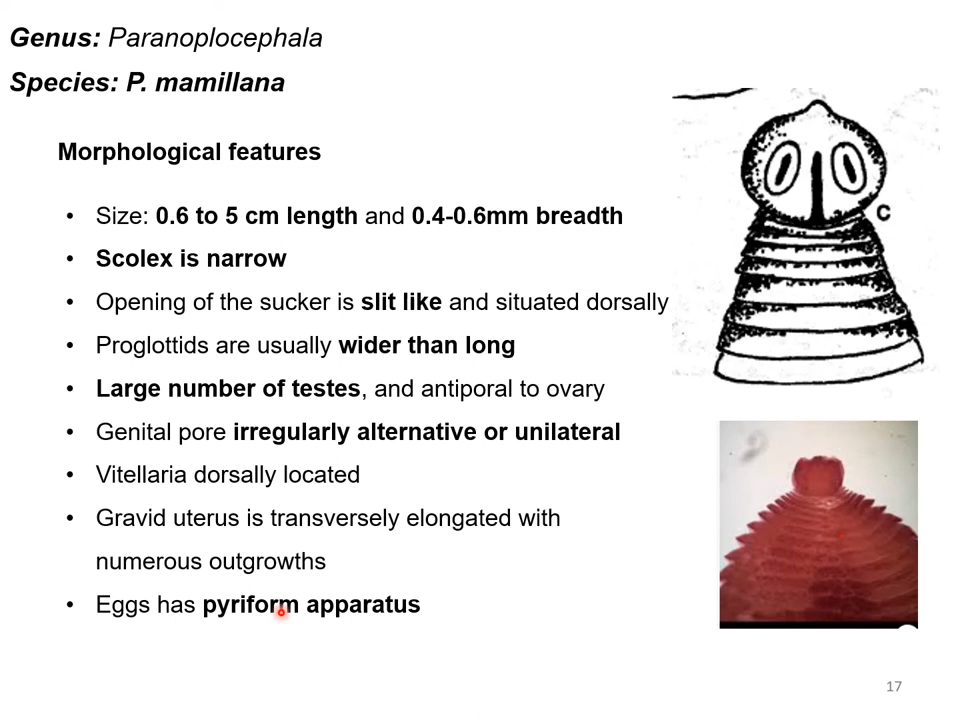 Genus: Paranoplocephala
Species: P. mamillana
Morphological features
• Size: 0.6 to 5 cm length and 0.4-0.6mm breadth
• Scolex is narrow
• Opening of the sucker is slit like and situated dorsally
• Proglottids are usually wider than long
• Large number of testes, and antiporal to ovary
• Genital pore irregularly alternative or unilateral
• Vitellaria dorsally located
• Gravid uterus is transversely elongated with
numerous outgrowths
• Eggs has pyriform apparatus
C
17